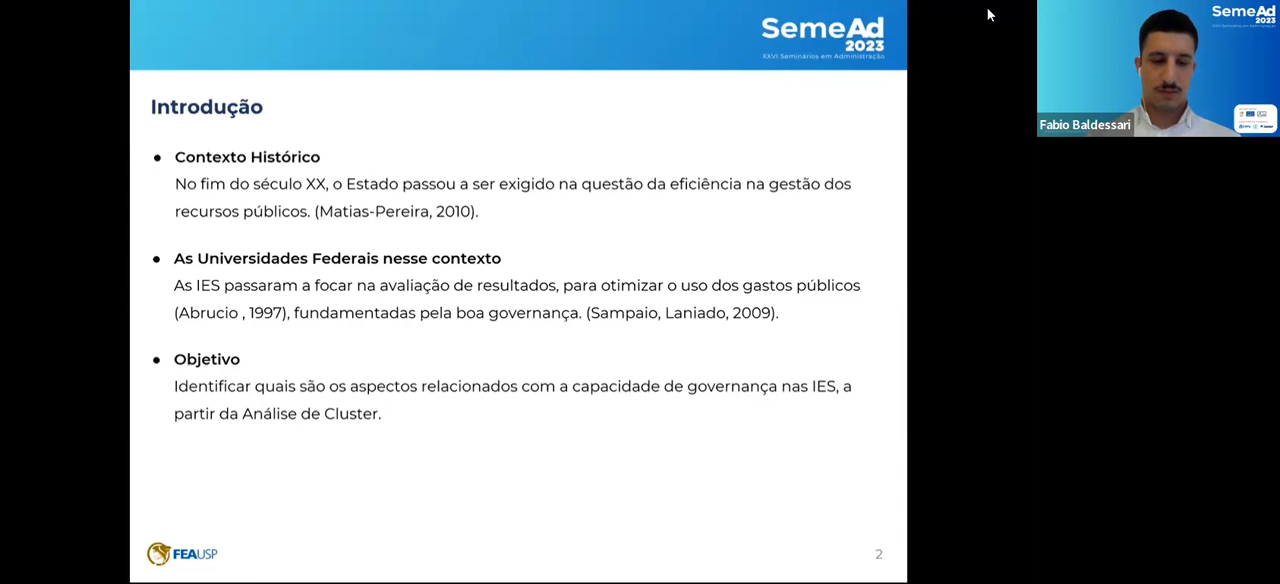 SemeAd
2023
XXVI Seminários em Administração
Introdução
Contexto Histórico
No fim do século XX, o Estado passou a ser exigido na questão da eficiência na gestão dos
recursos públicos. (Matias-Pereira, 2010).
As Universidades Federais nesse contexto
As IES passaram a focar na avaliação de resultados, para otimizar o uso dos gastos públicos
(Abrucio , 1997), fundamentadas pela boa governança. (Sampaio, Laniado, 2009).
Objetivo
Identificar quais são os aspectos relacionados com a capacidade de governança nas IES, a
partir da Análise de Cluster.
FEAUSP
2
SemeAd
2023
Fabio Baldessari